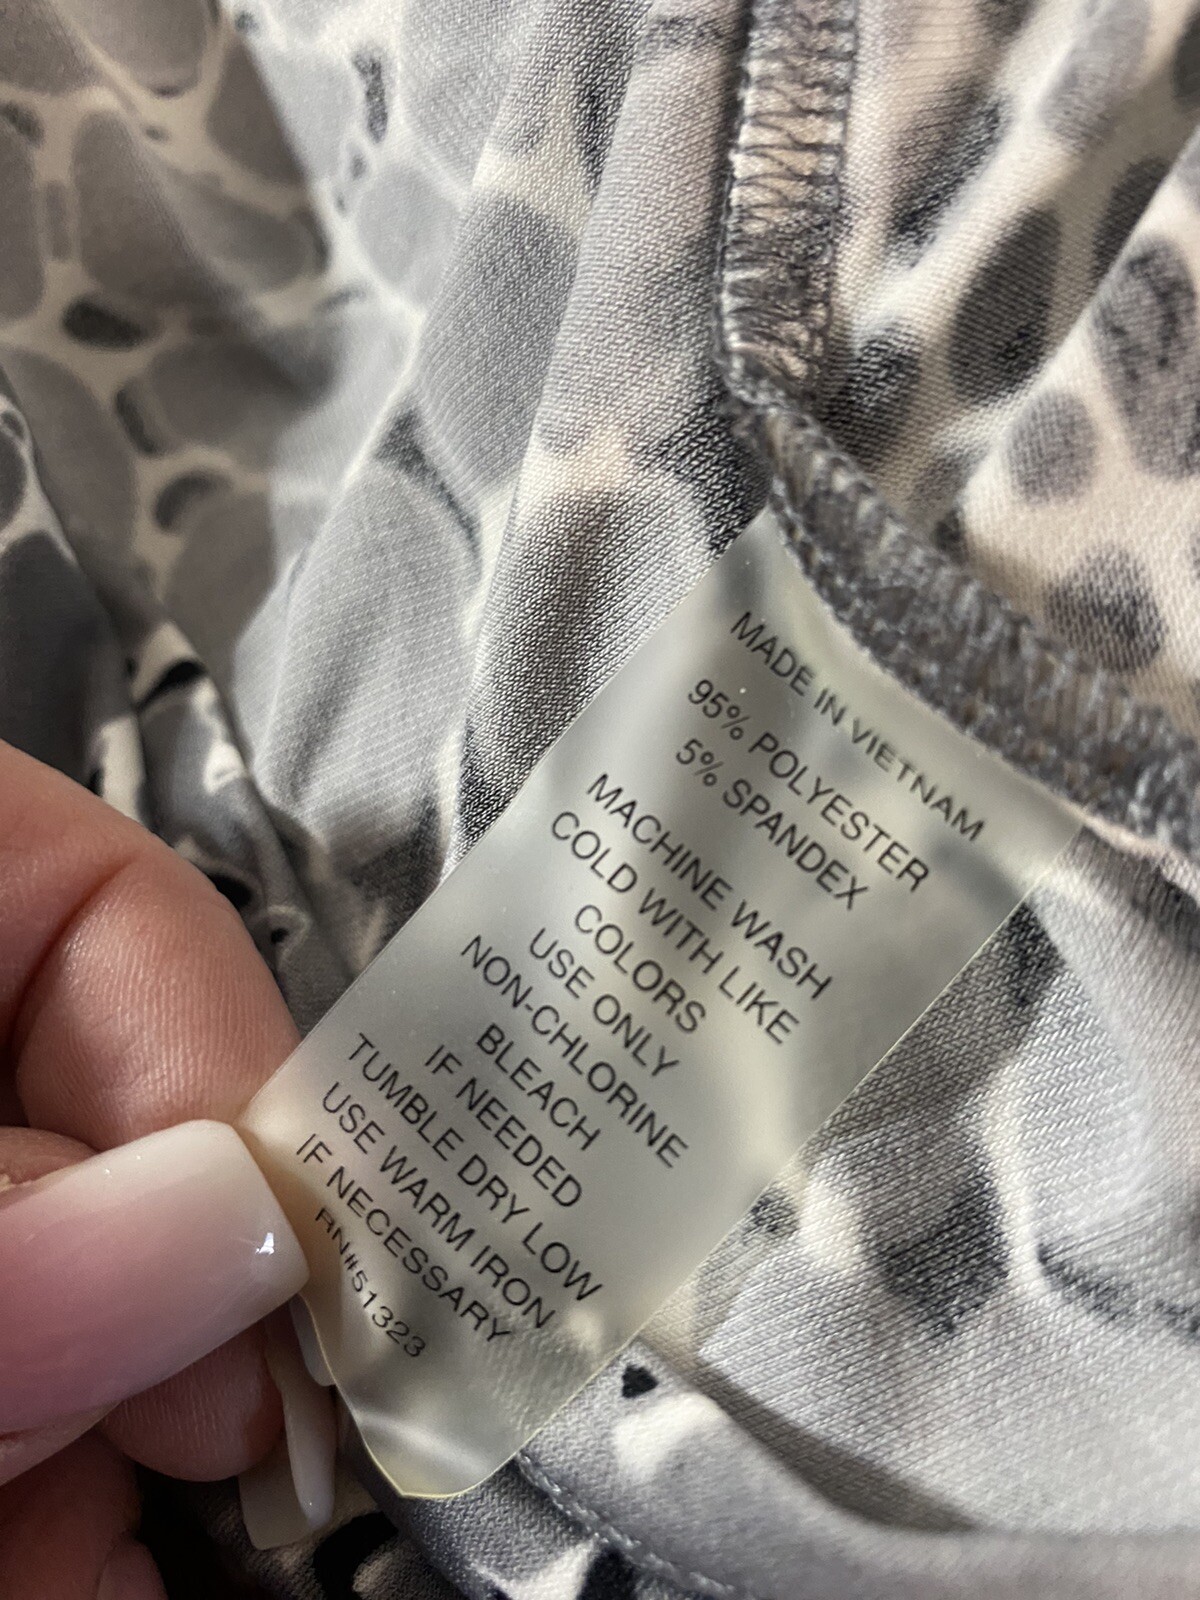 MADE IN VIETNAM
95% POLYESTER
5% SPANDEX
MACHINE WASH
COLD WITH LIKE
COLORS
USE ONLY
NON-CHLORINE
BLEACH
IF NEEDED
TUMBLE DRY LOW
USE WARM IRON
IF NECESSARY
RN#51323